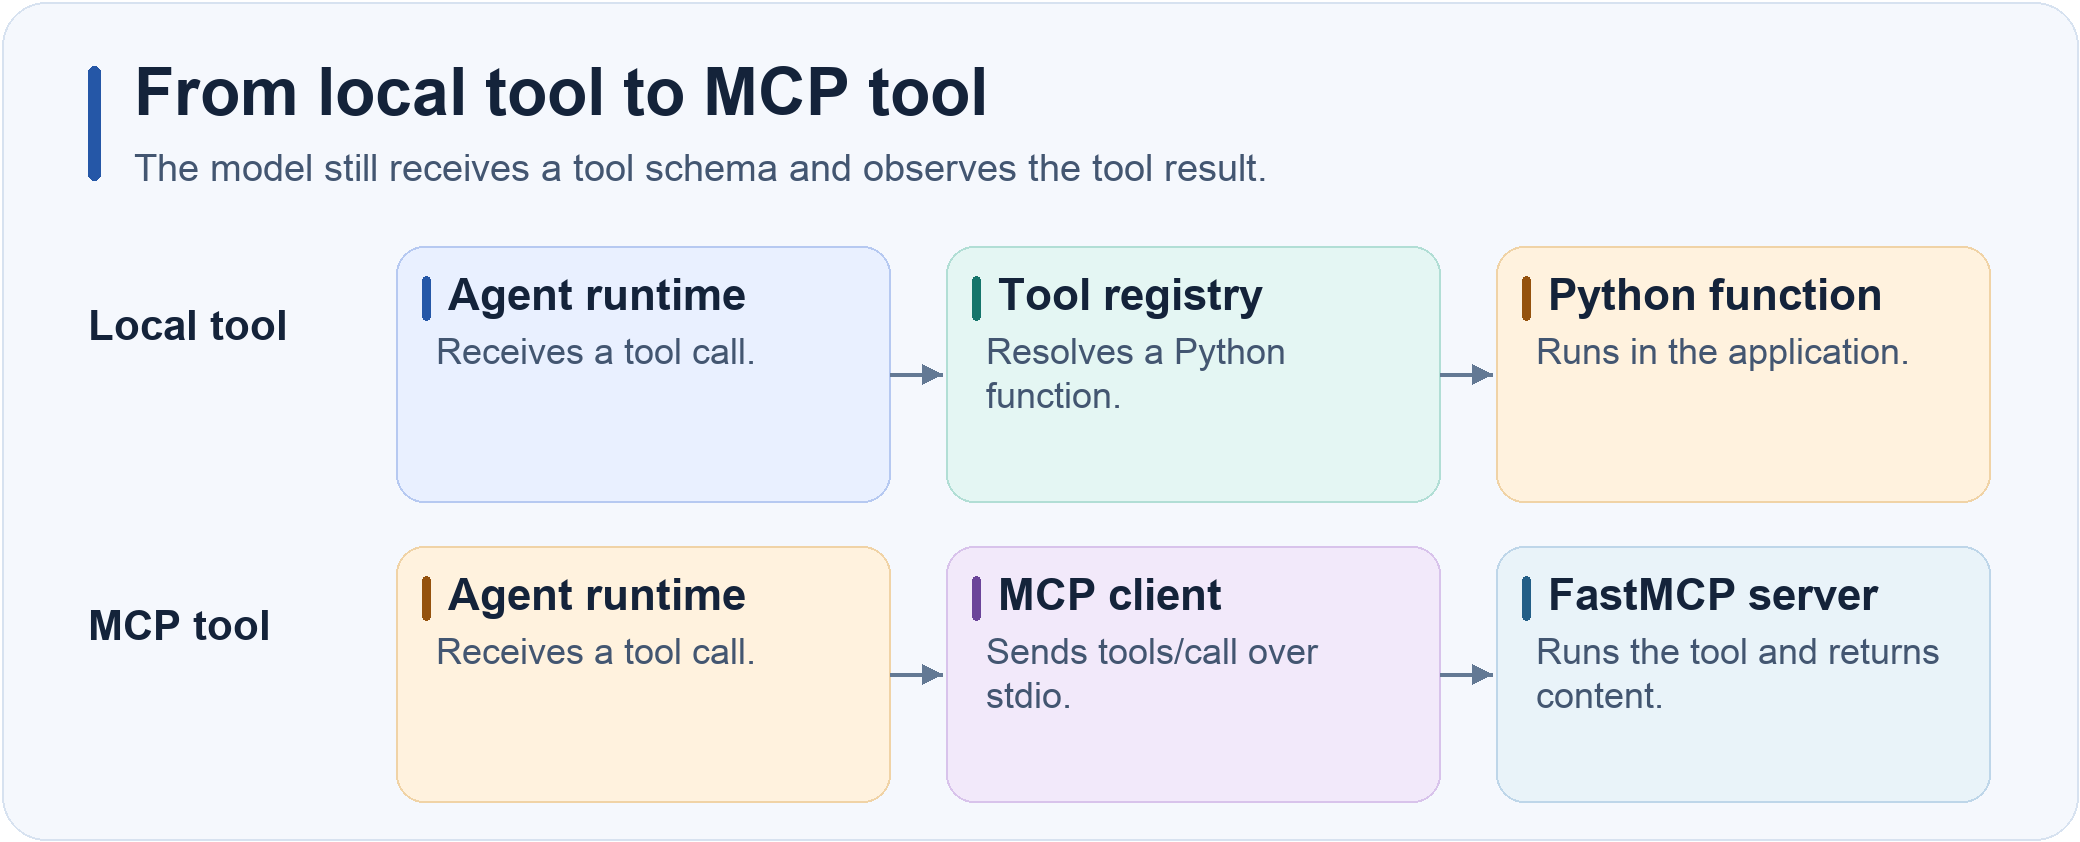 From local tool to MCP tool
The model still receives a tool schema and observes the tool result.
Local tool
Agent runtime
Receives a tool call.
Tool registry
Resolves a Python
function.
Python function
Runs in the application.
MCP tool
Agent runtime
Receives a tool call.
MCP client
Sends tools/call over
stdio.
FastMCP server
Runs the tool and returns
content.